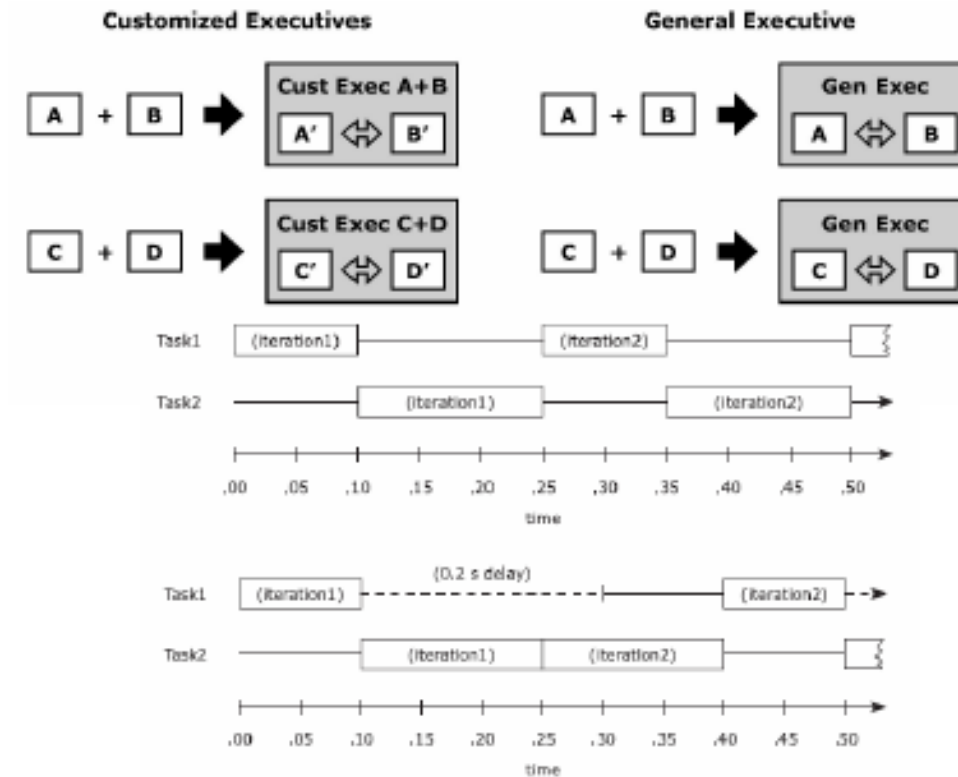 Customized Executives
General Executive
A + B Cust Exec A+B A' B'
A + B Gen Exec A B
C + D Cust Exec C+D C' D'
C + D Gen Exec C D
Task1 (iteration1) (iteration2)
Task2 (iteration1) (iteration2)
.00 .05 .10 .15 .20 .25 .30 .35 .40 .45 .50
time
(0.2 s delay)
Task1 (iteration1) (iteration2)
Task2 (iteration1) (iteration2)
.00 .05 .10 .15 .20 .25 .30 .35 .40 .45 .50
time